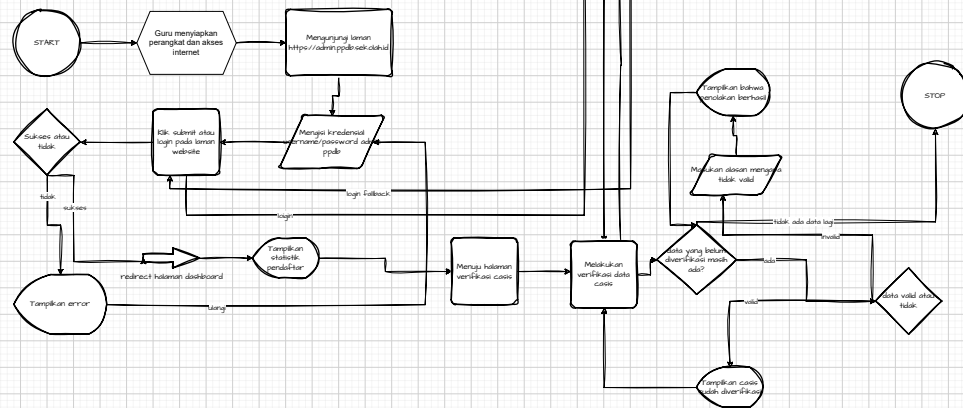 START
Guru menyiapkan
perangkat dan akses
internet
Mengunjungi laman
https://admin.ppdb.sekolah.id
Sukses atau
tidak
Klik submit atau
login pada laman
website
Mengisi kredensial
username/password
ppdb
login fallback
login
tidak
sukses
redirect halaman dashboard
Tampilkan
statistik
pendaftar
Menuju halaman
verifikasi casis
Melakukan
verifikasi data
casis
Tampilkan error
ulangi
Tampilkan bahwa
penolakan berhasil
Masukan alasan mengapa
tidak valid
tidak ada data lagi
invalid
data yang belum
diverifikasi masih
ada?
ada
valid
data valid atau
tidak
Tampilkan casis
sudah diverifikasi
STOP